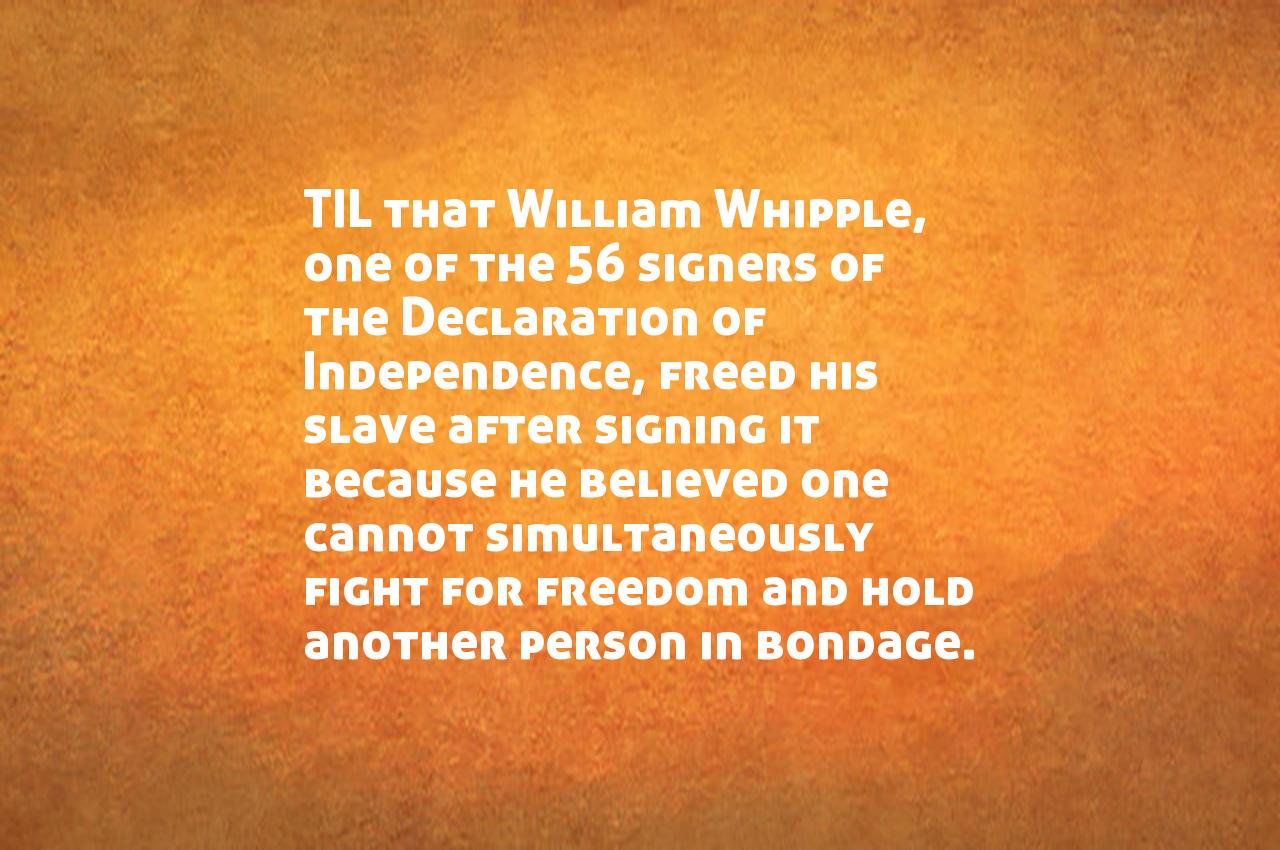 TIL that William Whipple,
one of the 56 signers of
the Declaration of
Independence, freed his
slave after signing it
because he believed one
cannot simultaneously
fight for freedom and hold
another person in bondage.